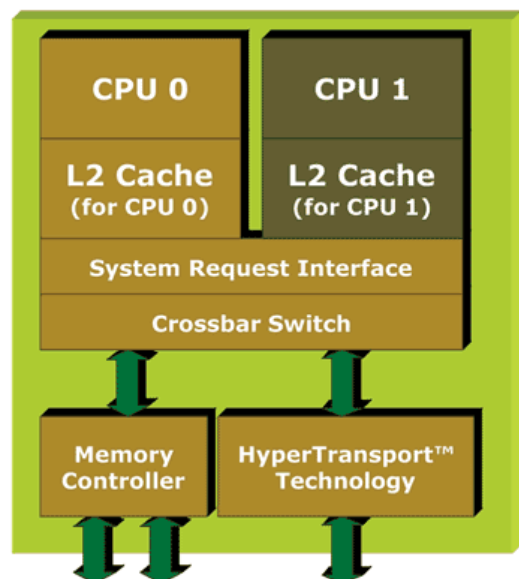 CPU 0
CPU 1
L2 Cache
(for CPU 0)
L2 Cache
(for CPU 1)
System Request Interface
Crossbar Switch
Memory
Controller
HyperTransport™
Technology